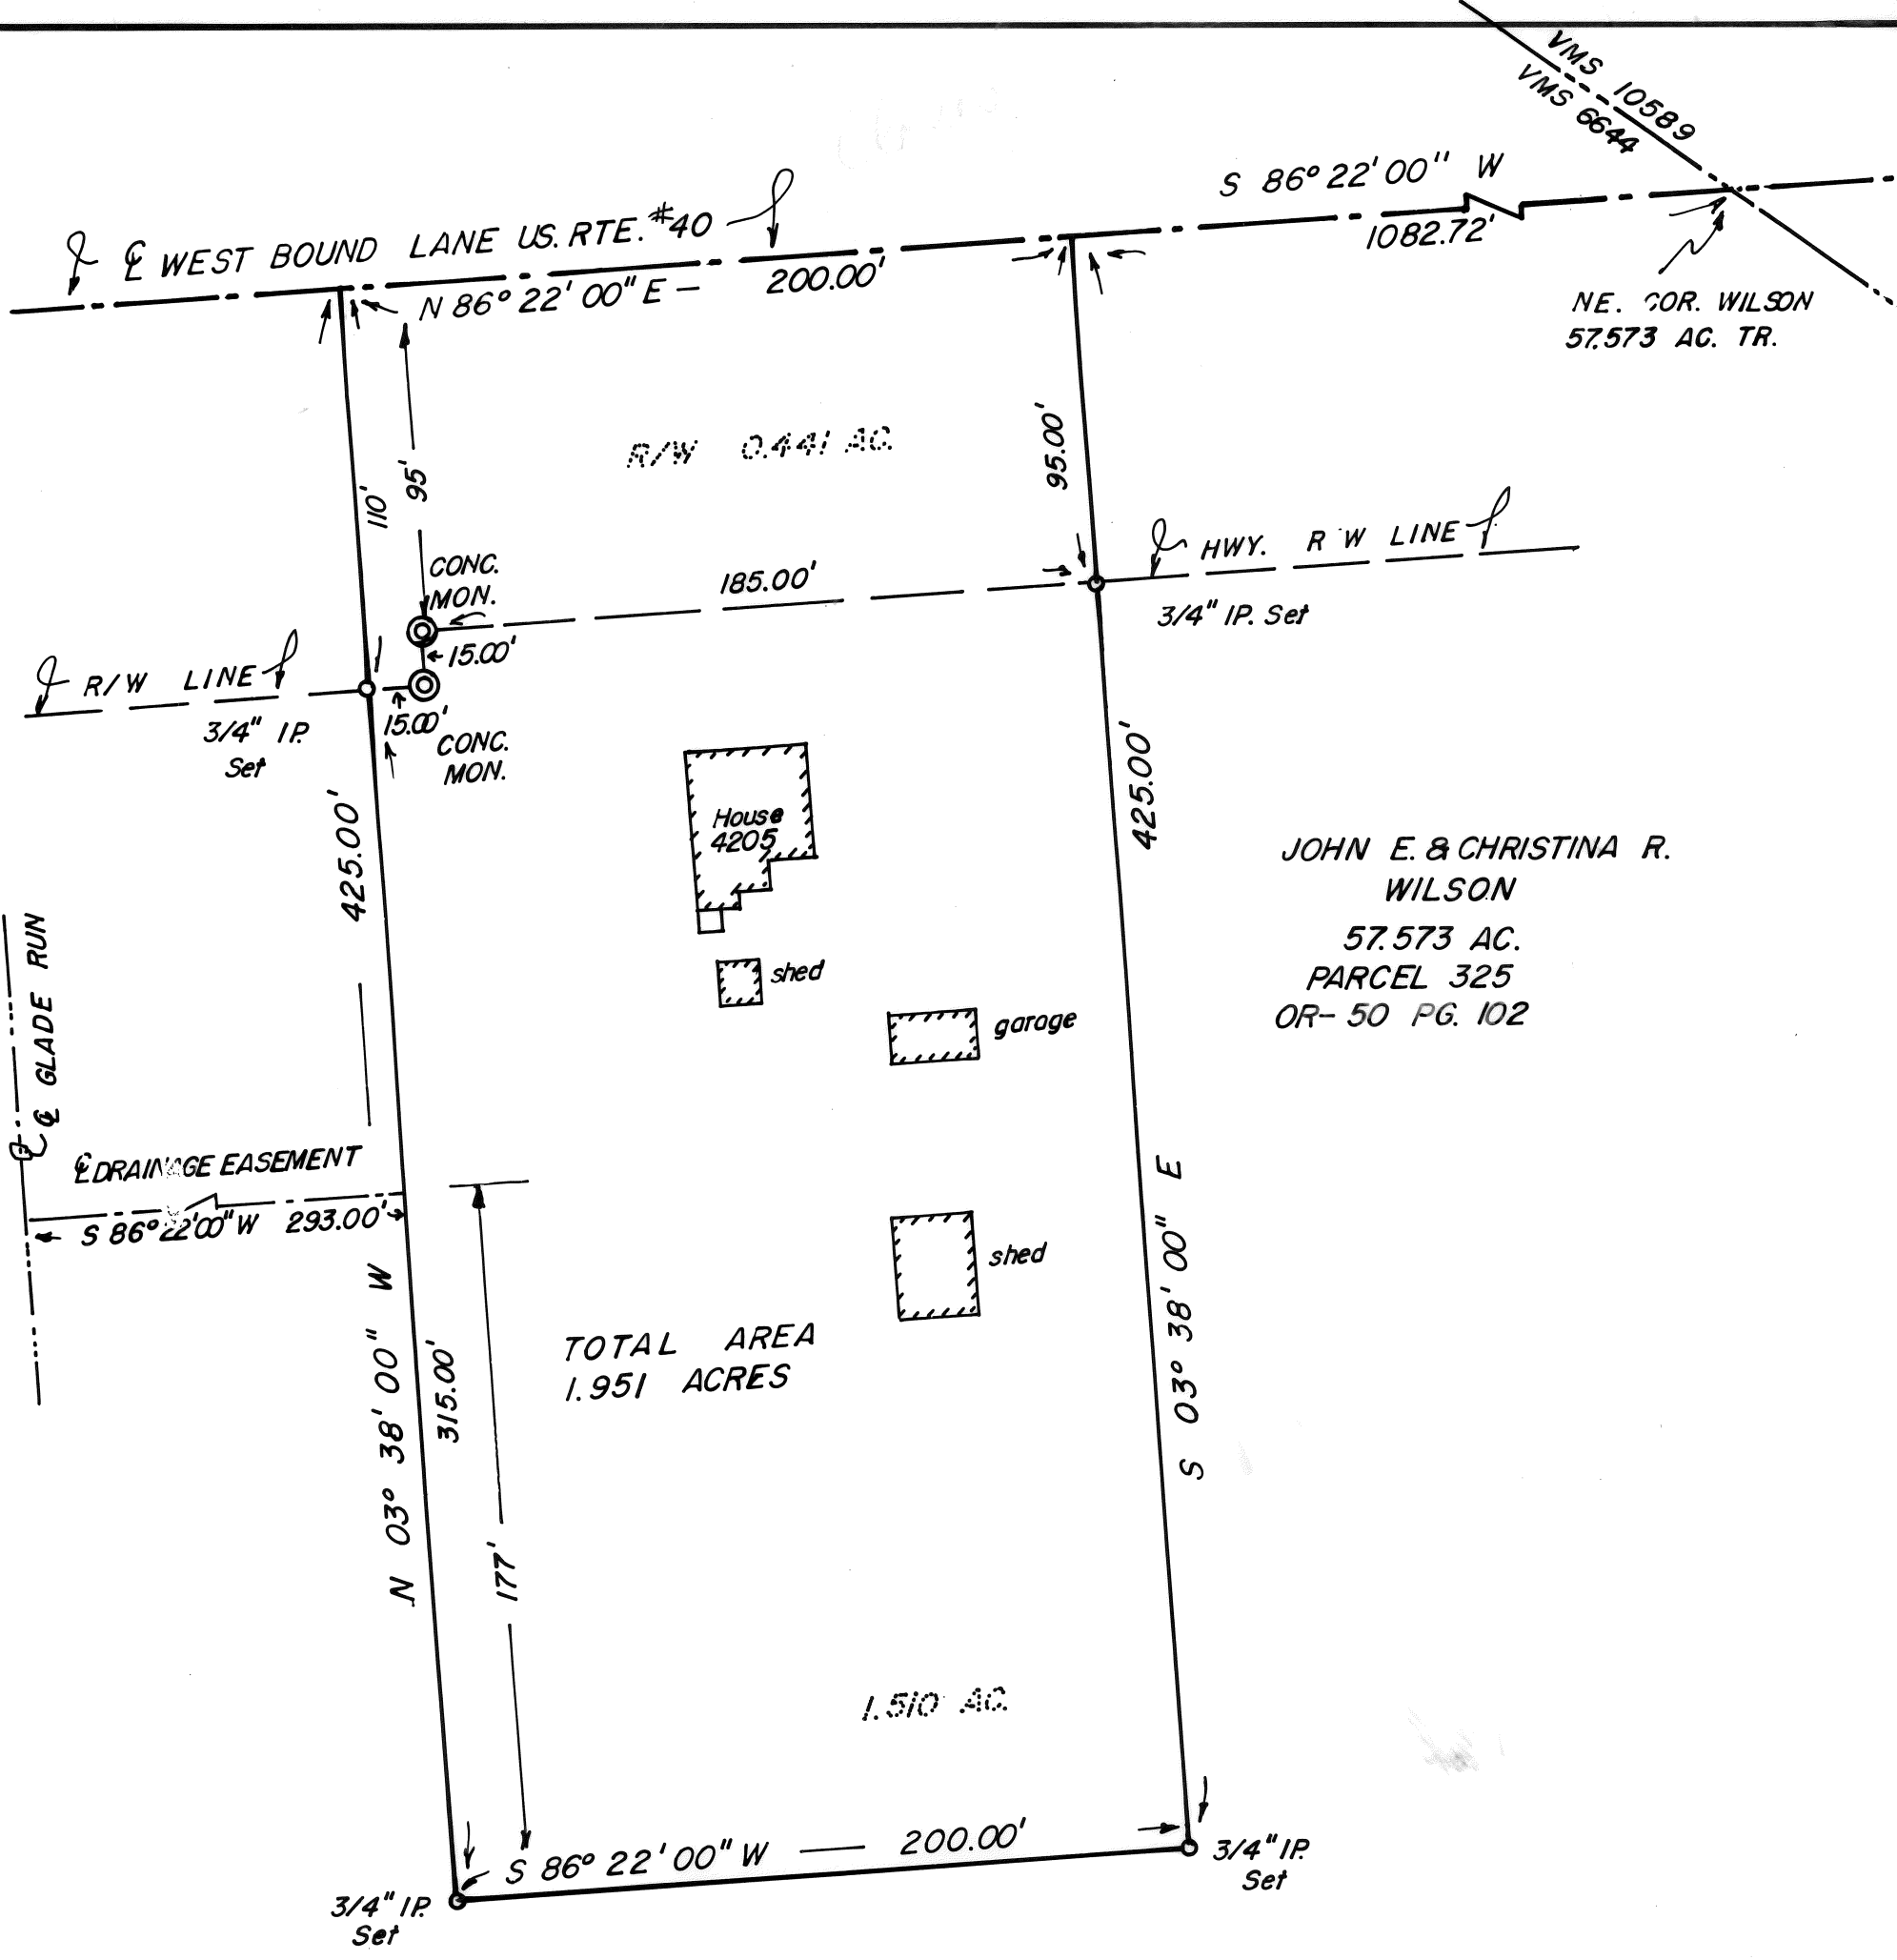 VMS 10589
VMS 6644
S 86° 22' 00" W
1082.72'
℄ WEST BOUND LANE US. RTE. #40
N 86° 22' 00" E — 200.00'
NE. COR. WILSON
57.573 AC. TR.
R/W 0.441 AC.
95.00'
110'
95'
HWY. R W LINE
CONC.
MON.
185.00'
3/4" IP. Set
15.00'
R/W LINE
3/4" IP.
Set
15.00'
CONC.
MON.
425.00'
425.00'
House
4205
JOHN E. & CHRISTINA R.
WILSON
57.573 AC.
PARCEL 325
OR- 50 PG. 102
shed
garage
℄ GLADE RUN
℄ DRAINAGE EASEMENT
S 86° 22'00" W 293.00'
shed
N 03° 38' 00" W
315.00'
S 03° 38' 00" E
TOTAL AREA
1.951 ACRES
177'
1.510 AC.
S 86° 22' 00" W — 200.00'
3/4" IP.
Set
3/4" IP.
Set